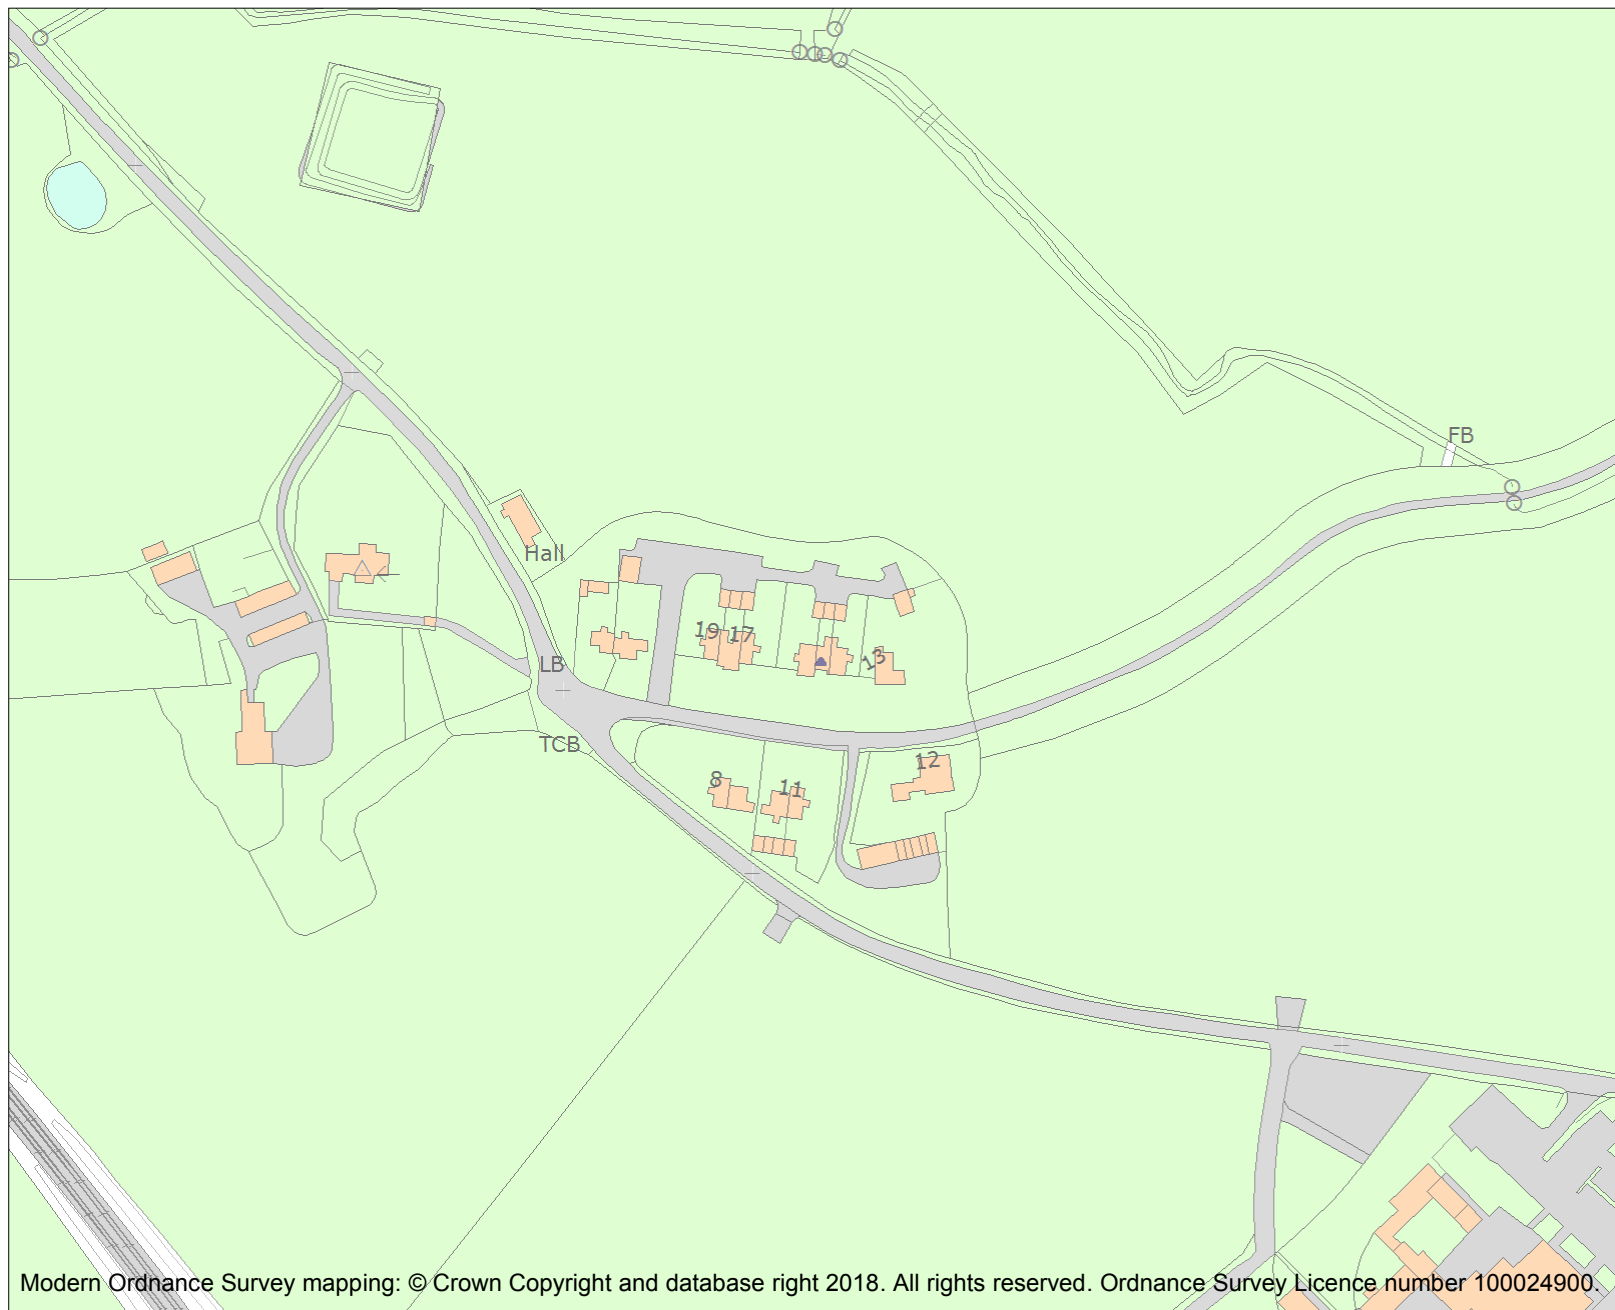 FB
Hall
19
17
13
LB
TCB
12
8
11
Modern Ordnance Survey mapping: © Crown Copyright and database right 2018. All rights reserved. Ordnance Survey Licence number 100024900.